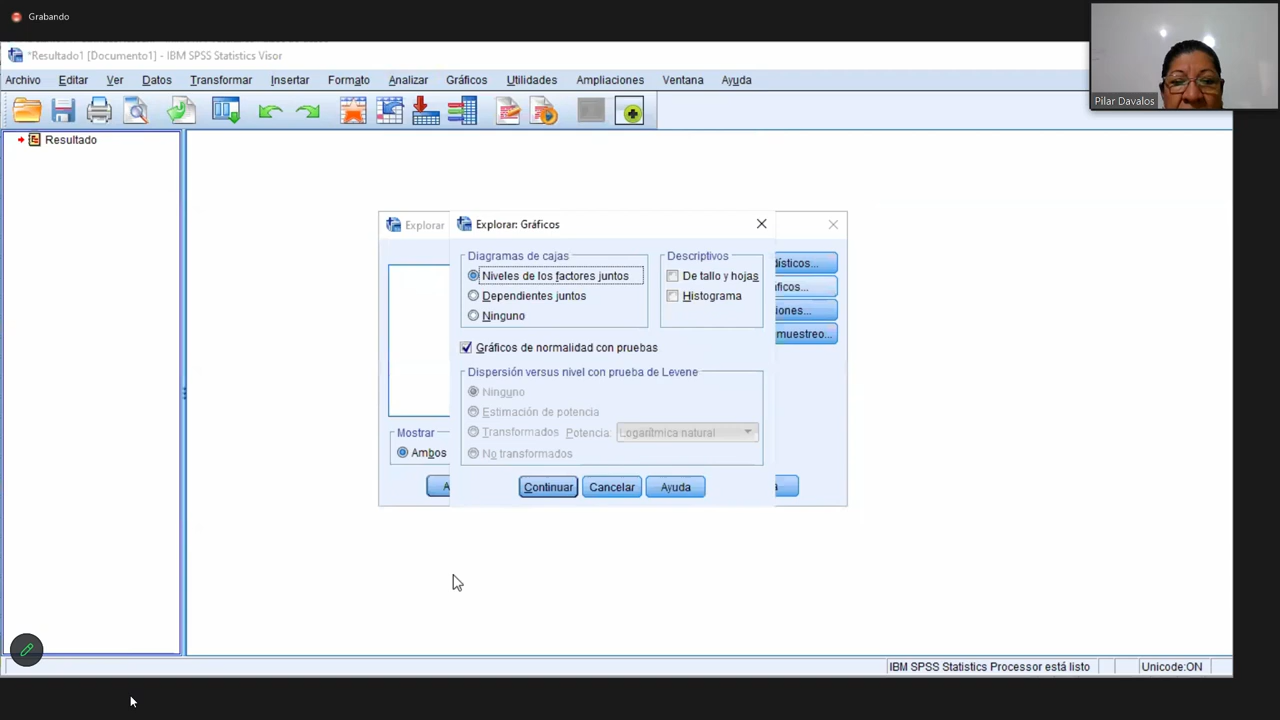 Grabando
*Resultado1 [Documento1] - IBM SPSS Statistics Visor
Archivo Editar Ver Datos Transformar Insertar Formato Analizar Gráficos Utilidades Ampliaciones Ventana Ayuda
Pilar Davalos
Resultado
Explorar
Explorar: Gráficos
Diagramas de cajas
Niveles de los factores juntos
Dependientes juntos
Ninguno
Descriptivos
De tallo y hojas
Histograma
Gráficos de normalidad con pruebas
Dispersión versus nivel con prueba de Levene
Ninguno
Estimación de potencia
Transformados Potencia: Logarítmica natural
No transformados
Continuar Cancelar Ayuda
dísticos...
áficos...
iones...
muestreo...
Mostrar
Ambos
A
a
IBM SPSS Statistics Processor está listo
Unicode:ON